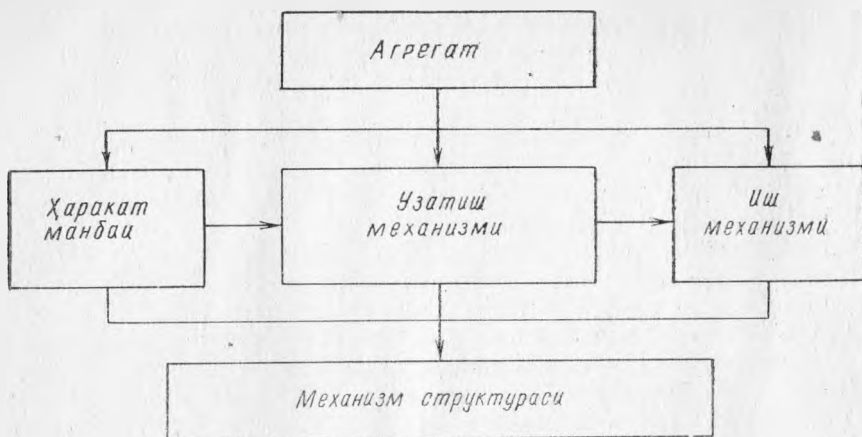 Агрегат
Ҳаракат
манбаи
Узатиш
механизми
Иш
механизми
Механизм структураси